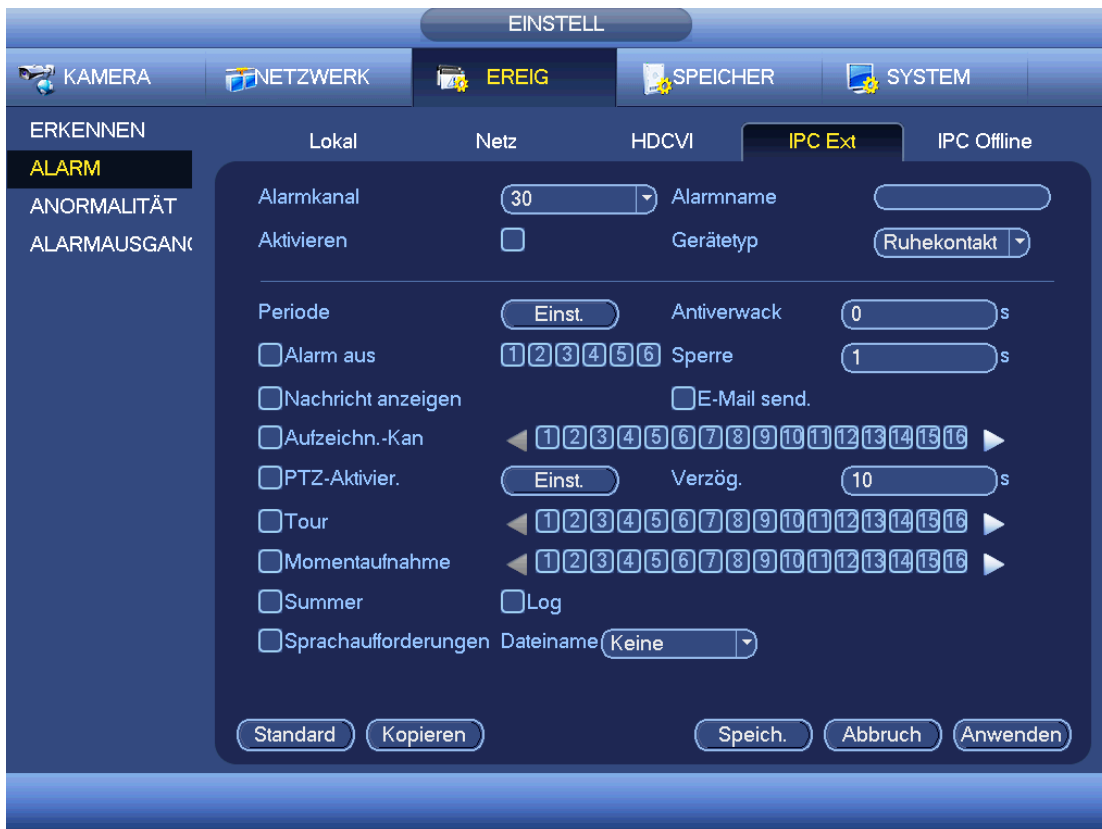 EINSTELL
KAMERA NETZWERK EREIG SPEICHER SYSTEM
ERKENNEN
ALARM
ANORMALITÄT
ALARMAUSGANG
Lokal Netz HDCVI IPC Ext IPC Offline
Alarmkanal 30 Alarmname
Aktivieren Gerätetyp Ruhekontakt
Periode Einst. Antiverwack 0 s
Alarm aus 1 2 3 4 5 6 Sperre 1 s
Nachricht anzeigen E-Mail send.
Aufzeichn.-Kan 1 2 3 4 5 6 7 8 9 10 11 12 13 14 15 16
PTZ-Aktivier. Einst. Verzög. 10 s
Tour 1 2 3 4 5 6 7 8 9 10 11 12 13 14 15 16
Momentaufnahme 1 2 3 4 5 6 7 8 9 10 11 12 13 14 15 16
Summer Log
Sprachaufforderungen Dateiname Keine
Standard Kopieren Speich. Abbruch Anwenden